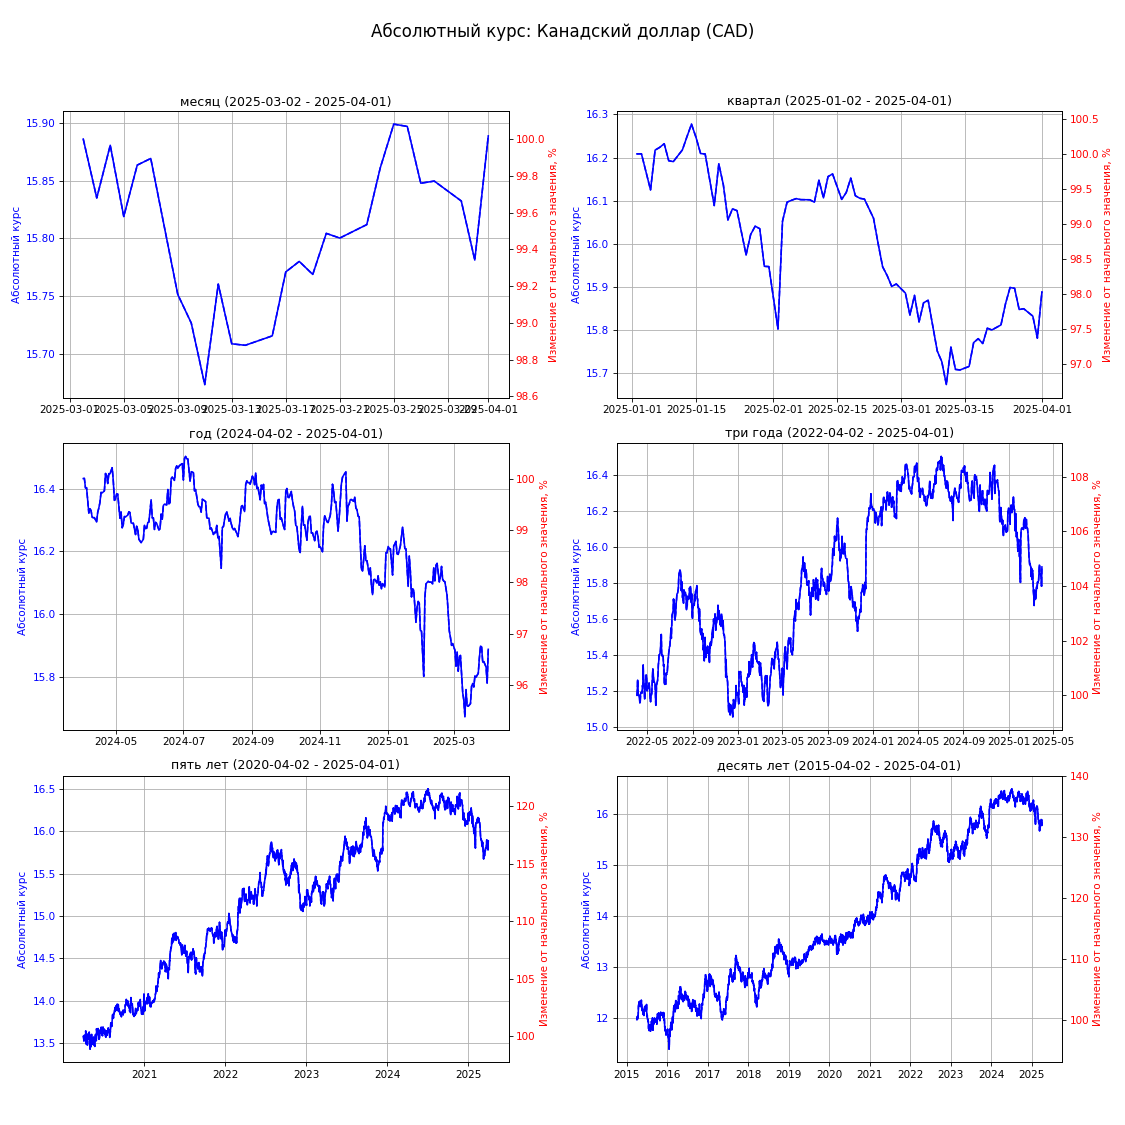 Абсолютный курс: Канадский доллар (CAD)
месяц (2025-03-02 - 2025-04-01)
Абсолютный курс
15.90
15.85
15.80
15.75
15.70
100.0
99.8
99.6
99.4
99.2
99.0
98.8
98.6
Изменение от начального значения, %
2025-03-01 2025-03-05 2025-03-09 2025-03-13 2025-03-17 2025-03-21 2025-03-25 2025-03-29 2025-04-01
квартал (2025-01-02 - 2025-04-01)
Абсолютный курс
16.3
16.2
16.1
16.0
15.9
15.8
15.7
100.5
100.0
99.5
99.0
98.5
98.0
97.5
97.0
Изменение от начального значения, %
2025-01-01 2025-01-15 2025-02-01 2025-02-15 2025-03-01 2025-03-15 2025-04-01
год (2024-04-02 - 2025-04-01)
Абсолютный курс
16.4
16.2
16.0
15.8
100
99
98
97
96
Изменение от начального значения, %
2024-05 2024-07 2024-09 2024-11 2025-01 2025-03
три года (2022-04-02 - 2025-04-01)
Абсолютный курс
16.4
16.2
16.0
15.8
15.6
15.4
15.2
15.0
108
106
104
102
100
Изменение от начального значения, %
2022-05 2022-09 2023-01 2023-05 2023-09 2024-01 2024-05 2024-09 2025-01 2025-05
пять лет (2020-04-02 - 2025-04-01)
Абсолютный курс
16.5
16.0
15.5
15.0
14.5
14.0
13.5
120
115
110
105
100
Изменение от начального значения, %
2021 2022 2023 2024 2025
десять лет (2015-04-02 - 2025-04-01)
Абсолютный курс
16
15
14
13
12
140
130
120
110
100
Изменение от начального значения, %
2015 2016 2017 2018 2019 2020 2021 2022 2023 2024 2025